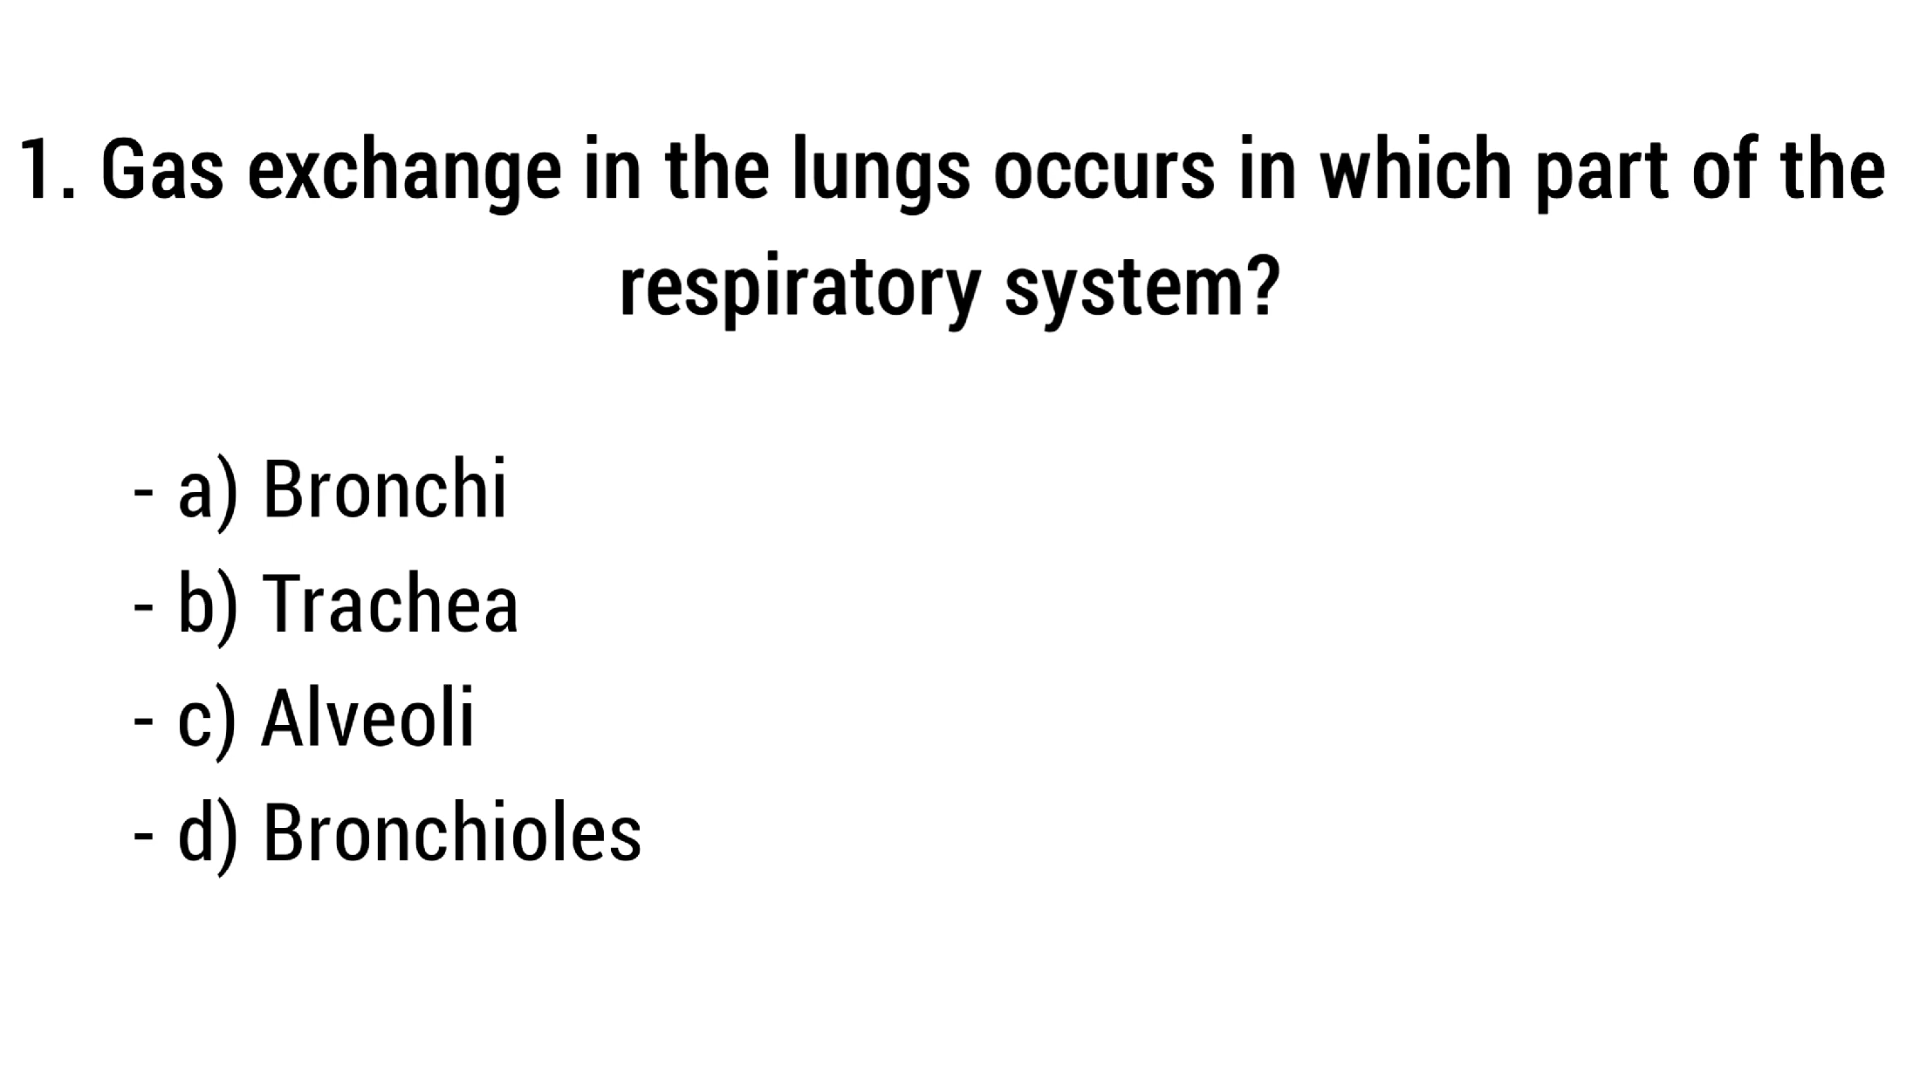 1. Gas exchange in the lungs occurs in which part of the
respiratory system?
- a) Bronchi
- b) Trachea
- c) Alveoli
- d) Bronchioles